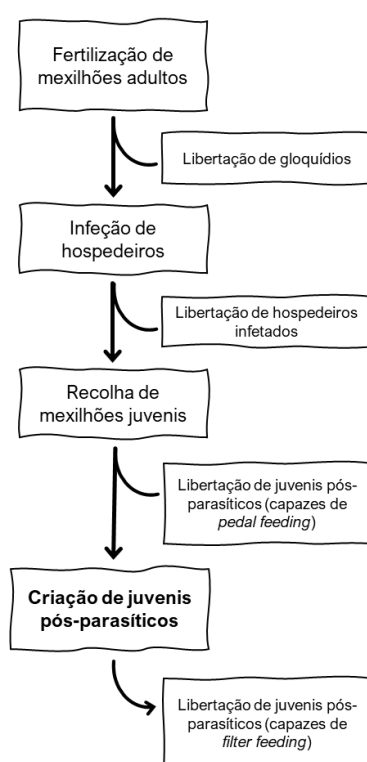 Fertilização de
mexilhões adultos
Libertação de gloquídios
Infeção de
hospedeiros
Libertação de hospedeiros
infetados
Recolha de
mexilhões juvenis
Libertação de juvenis pós-
parasíticos (capazes de
pedal feeding)
Criação de juvenis
pós-parasíticos
Libertação de juvenis pós-
parasíticos (capazes de
filter feeding)